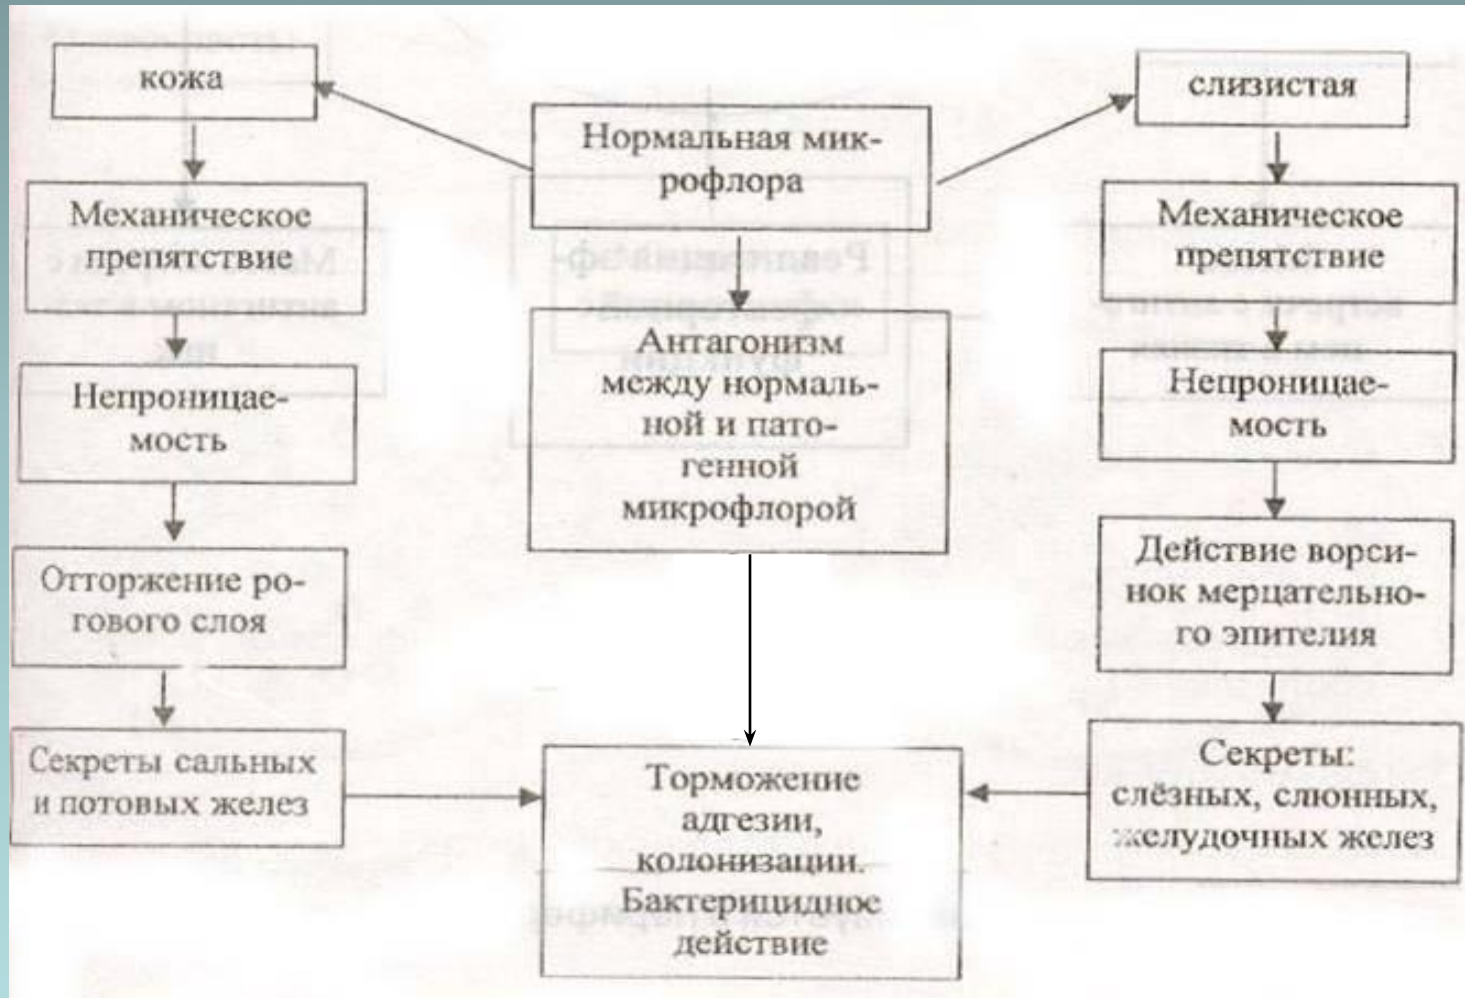 кожа
Механическое
препятствие
Непроницае-
мость
Отторжение ро-
гового слоя
Секреты сальных
и потовых желез
Нормальная мик-
рофлора
Антагонизм
между нормаль-
ной и пато-
генной
микрофлорой
Торможение
адгезии,
колонизации.
Бактерицидное
действие
слизистая
Механическое
препятствие
Непроницае-
мость
Действие ворси-
нок мерцательно-
го эпителия
Секреты:
слёзных, слюнных,
желудочных желез